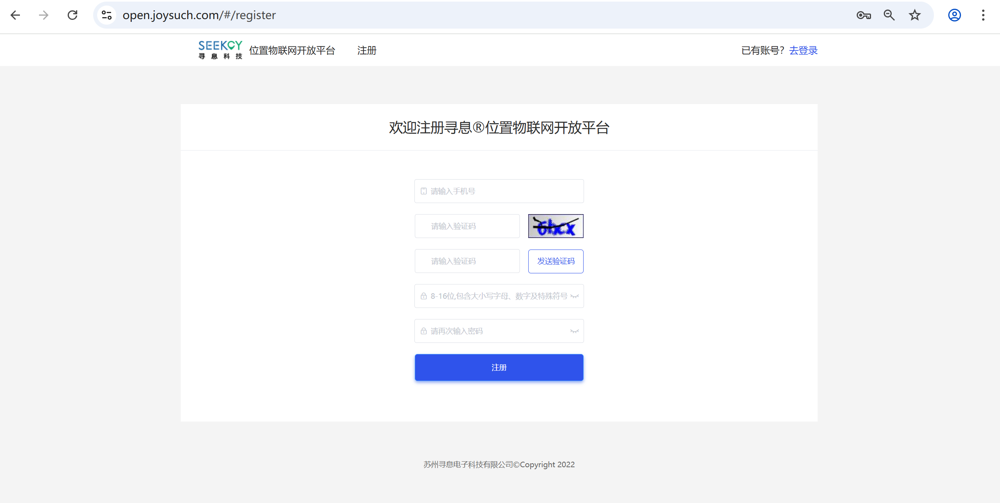 open.joysuch.com/#/register
SEEKCY
寻息科技
位置物联网开放平台
注册
已有账号？去登录
欢迎注册寻息®位置物联网开放平台
请输入手机号
请输入验证码
请输入验证码
发送验证码
8-16位,包含大小写字母、数字及特殊符号
请再次输入密码
注册
苏州寻息电子科技有限公司©Copyright 2022